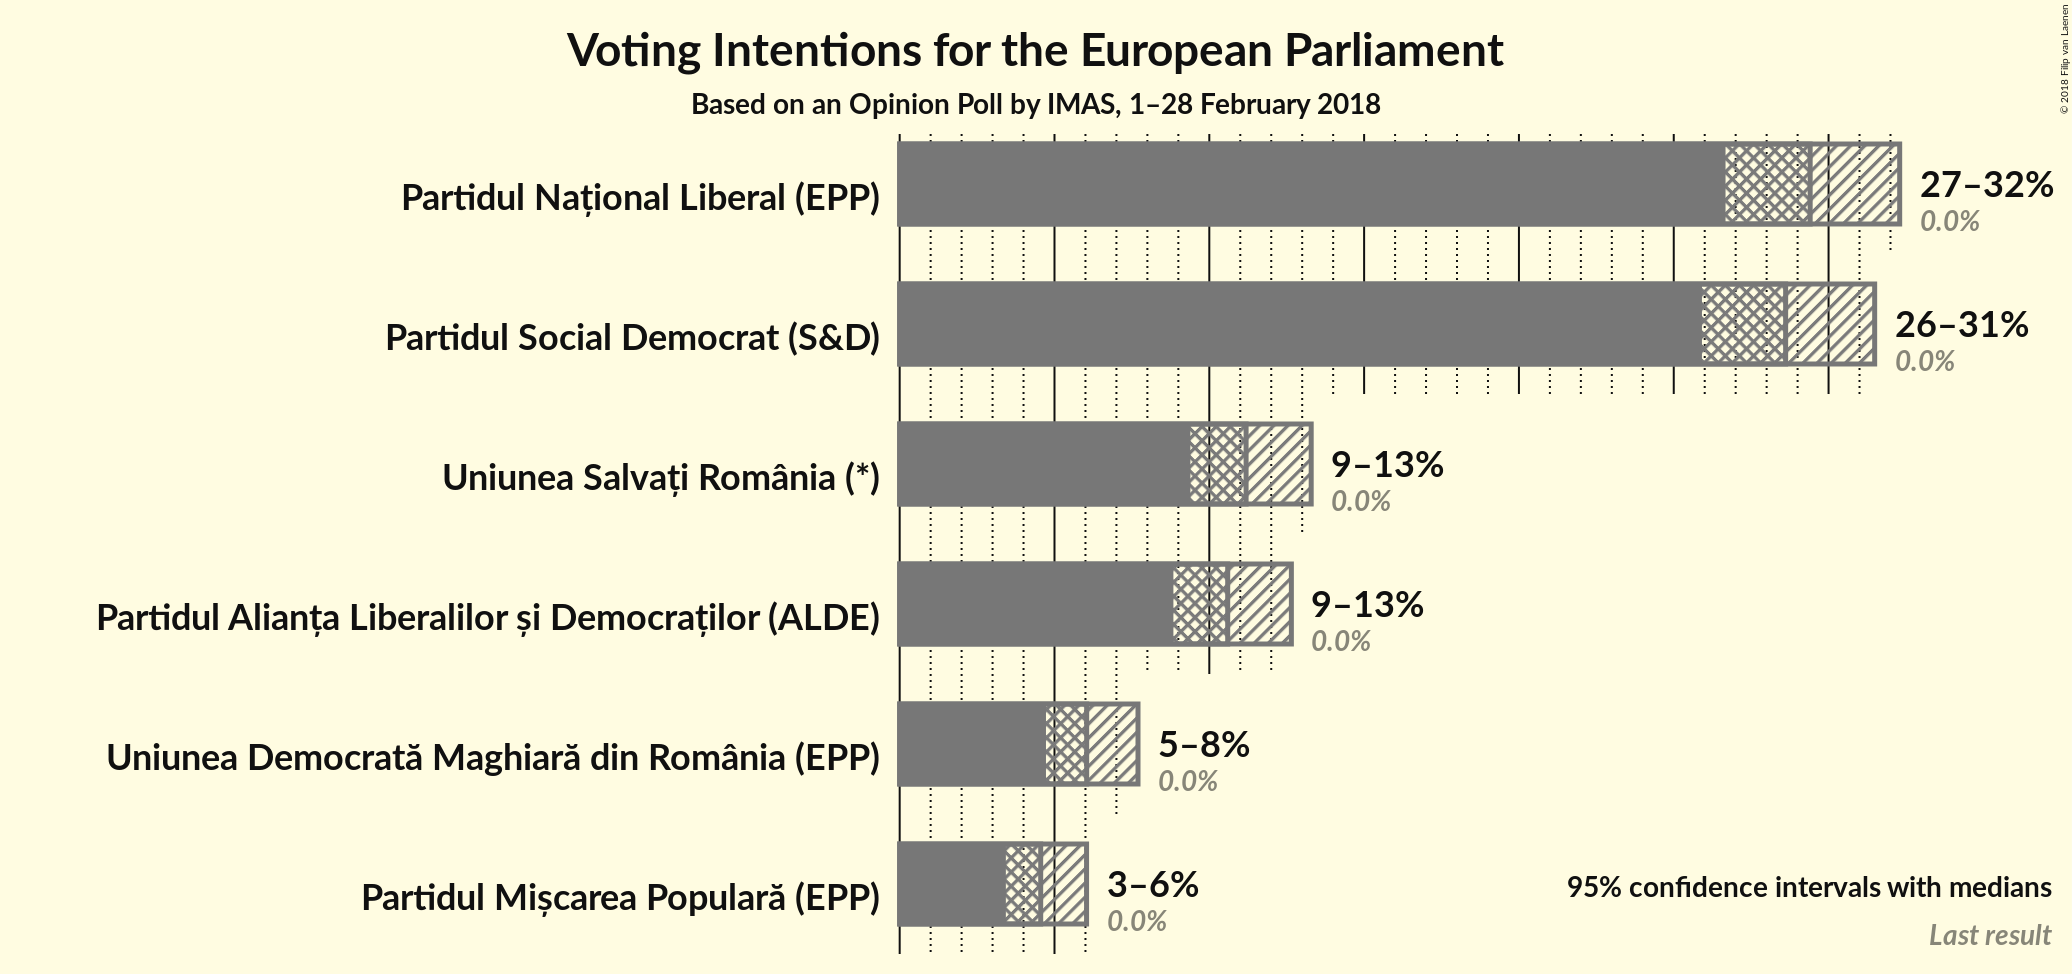 Voting Intentions for the European Parliament
Based on an Opinion Poll by IMAS, 1–28 February 2018
© 2018 Filip van Laenen
Partidul Național Liberal (EPP)
27–32%
0.0%
Partidul Social Democrat (S&D)
26–31%
0.0%
Uniunea Salvați România (*)
9–13%
0.0%
Partidul Alianța Liberalilor și Democraților (ALDE)
9–13%
0.0%
Uniunea Democrată Maghiară din România (EPP)
5–8%
0.0%
Partidul Mișcarea Populară (EPP)
3–6%
0.0%
95% confidence intervals with medians
Last result